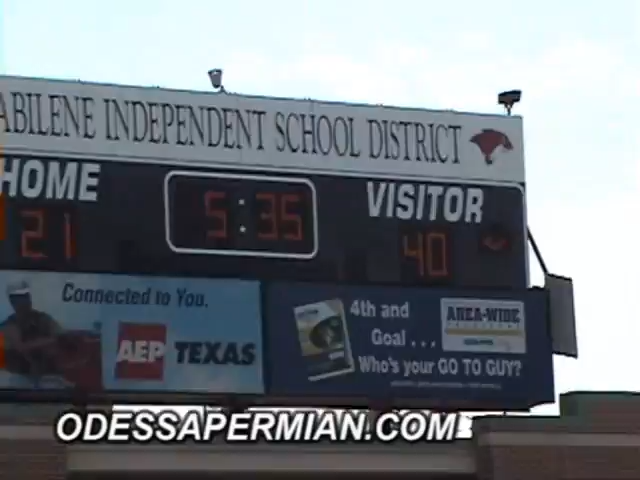 ABILENE INDEPENDENT SCHOOL DISTRICT
HOME
5:35
VISITOR
21
40
Connected to You.
AEP TEXAS
4th and
Goal...
Who's your GO TO GUY?
AREA-WIDE
ODESSAPERMIAN.COM